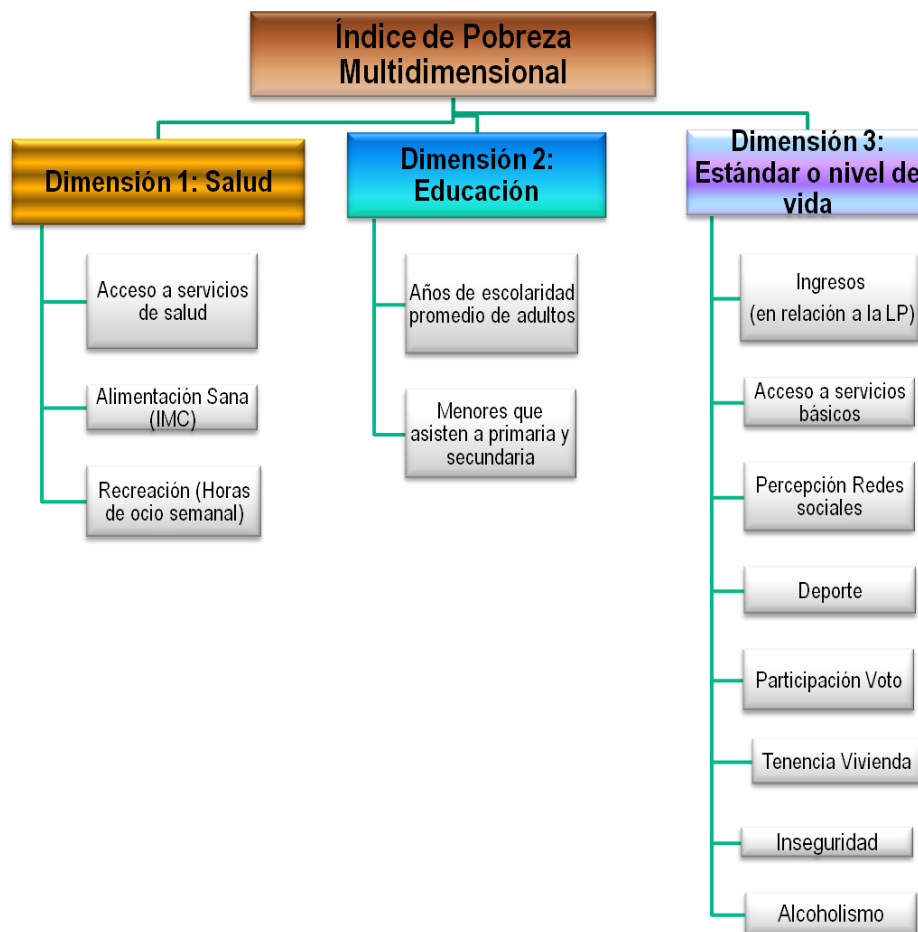 Índice de Pobreza
Multidimensional
Dimensión 1: Salud
Acceso a servicios
de salud
Alimentación Sana
(IMC)
Recreación (Horas
de ocio semanal)
Dimensión 2:
Educación
Años de escolaridad
promedio de adultos
Menores que
asisten a primaria y
secundaria
Dimensión 3:
Estándar o nivel de
vida
Ingresos
(en relación a la LP)
Acceso a servicios
básicos
Percepción Redes
sociales
Deporte
Participación Voto
Tenencia Vivienda
Inseguridad
Alcoholismo